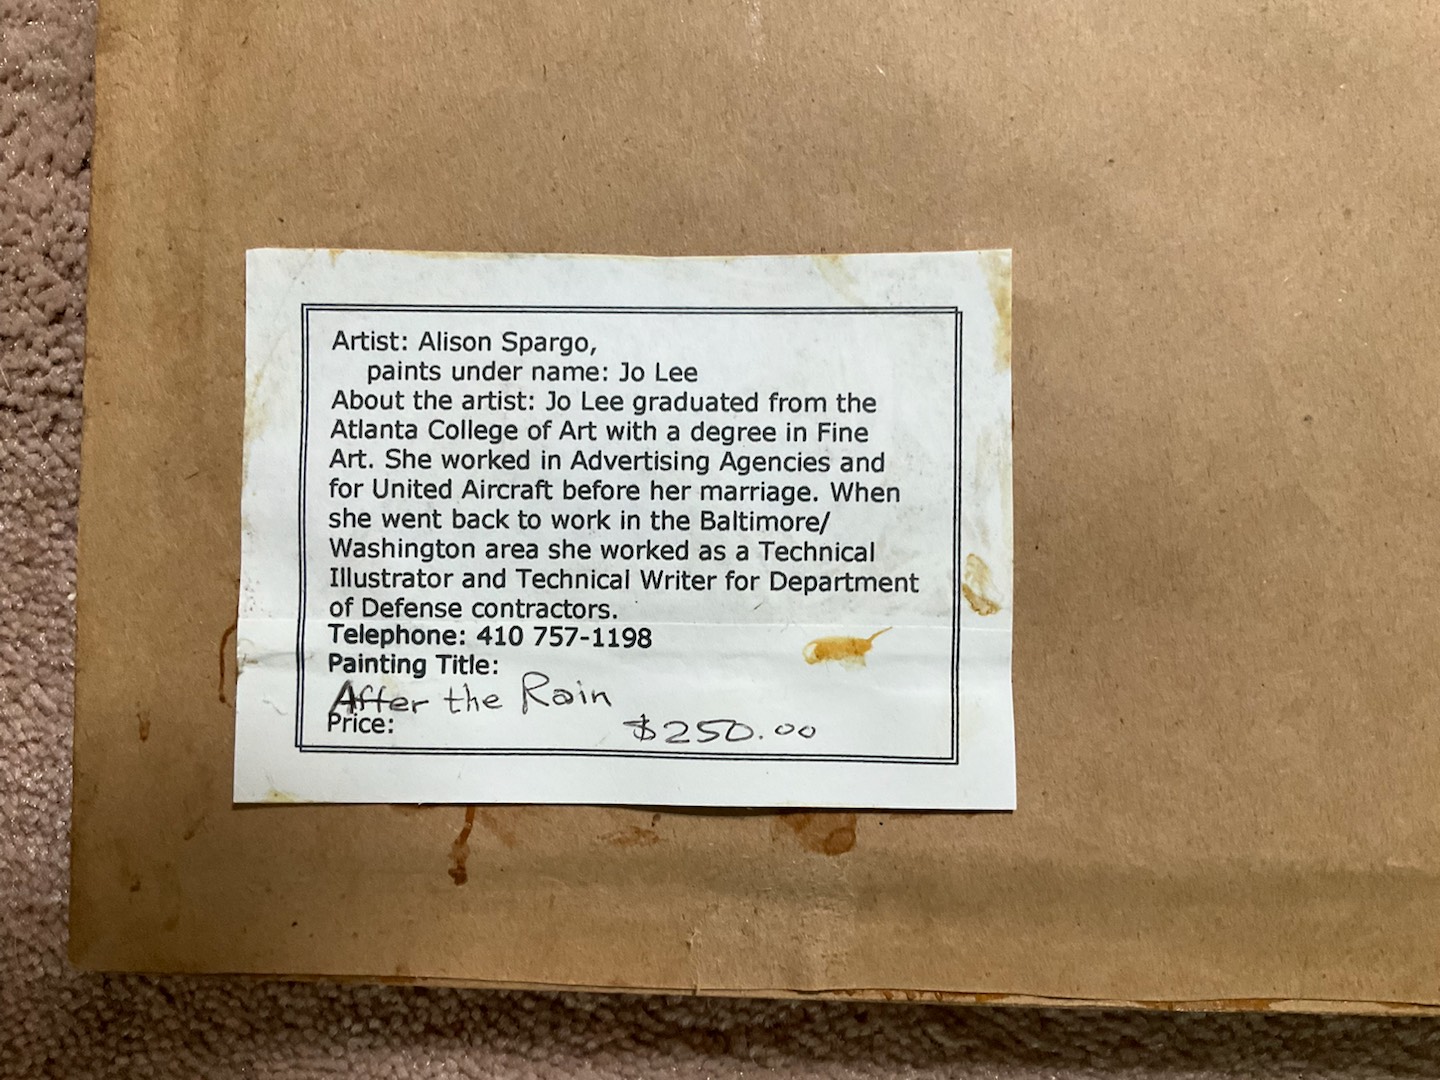 Artist: Alison Spargo,
paints under name: Jo Lee
About the artist: Jo Lee graduated from the
Atlanta College of Art with a degree in Fine
Art. She worked in Advertising Agencies and
for United Aircraft before her marriage. When
she went back to work in the Baltimore/
Washington area she worked as a Technical
Illustrator and Technical Writer for Department
of Defense contractors.
Telephone: 410 757-1198
Painting Title:
After the Rain
Price: $250.00